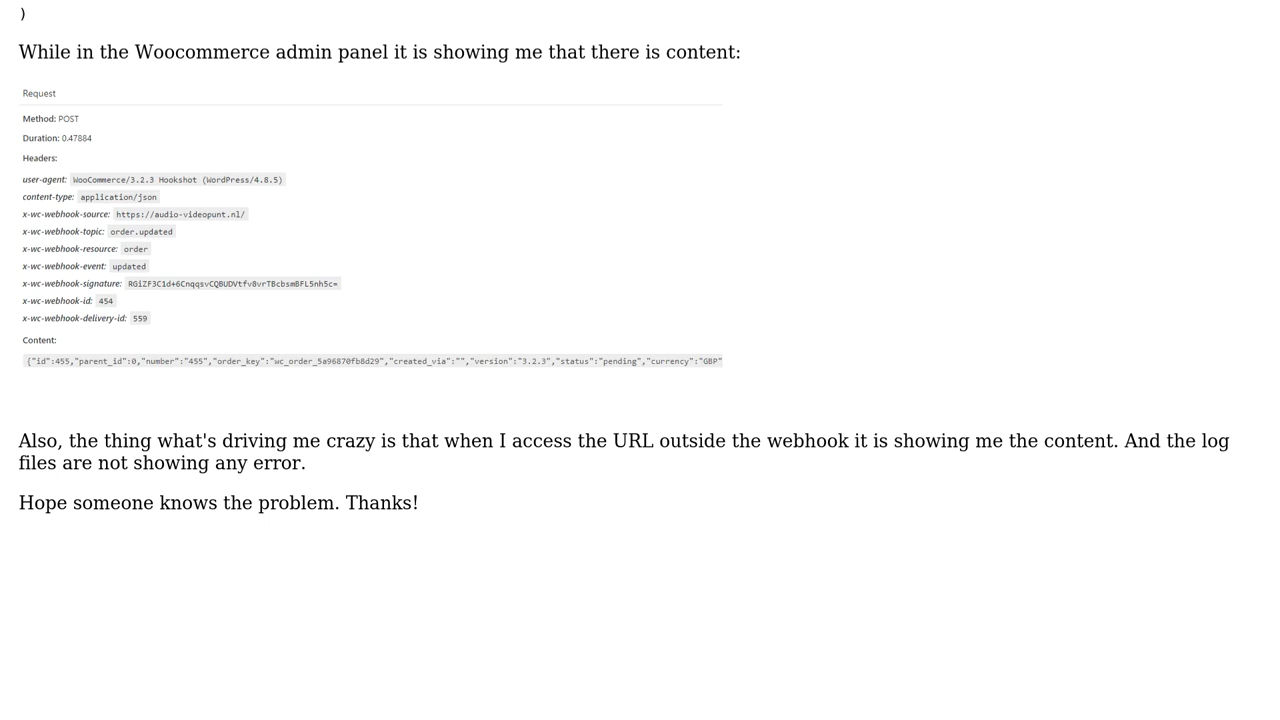 )
While in the Woocommerce admin panel it is showing me that there is content:
Request
Method: POST
Duration: 0.47884
Headers:
user-agent: WooCommerce/3.2.3 Hookshot (WordPress/4.8.5)
content-type: application/json
x-wc-webhook-source: https://audio-videopunt.nl/
x-wc-webhook-topic: order.updated
x-wc-webhook-resource: order
x-wc-webhook-event: updated
x-wc-webhook-signature: RGiZF3C1d+6CnqqsvCQBUDVtfv8vrTBcbsmBFL5nh5c=
x-wc-webhook-id: 454
x-wc-webhook-delivery-id: 559
Content:
{"id":455,"parent_id":0,"number":"455","order_key":"wc_order_5a96870fb8d29","created_via":"","version":"3.2.3","status":"pending","currency":"GBP"
Also, the thing what's driving me crazy is that when I access the URL outside the webhook it is showing me the content. And the log
files are not showing any error.
Hope someone knows the problem. Thanks!